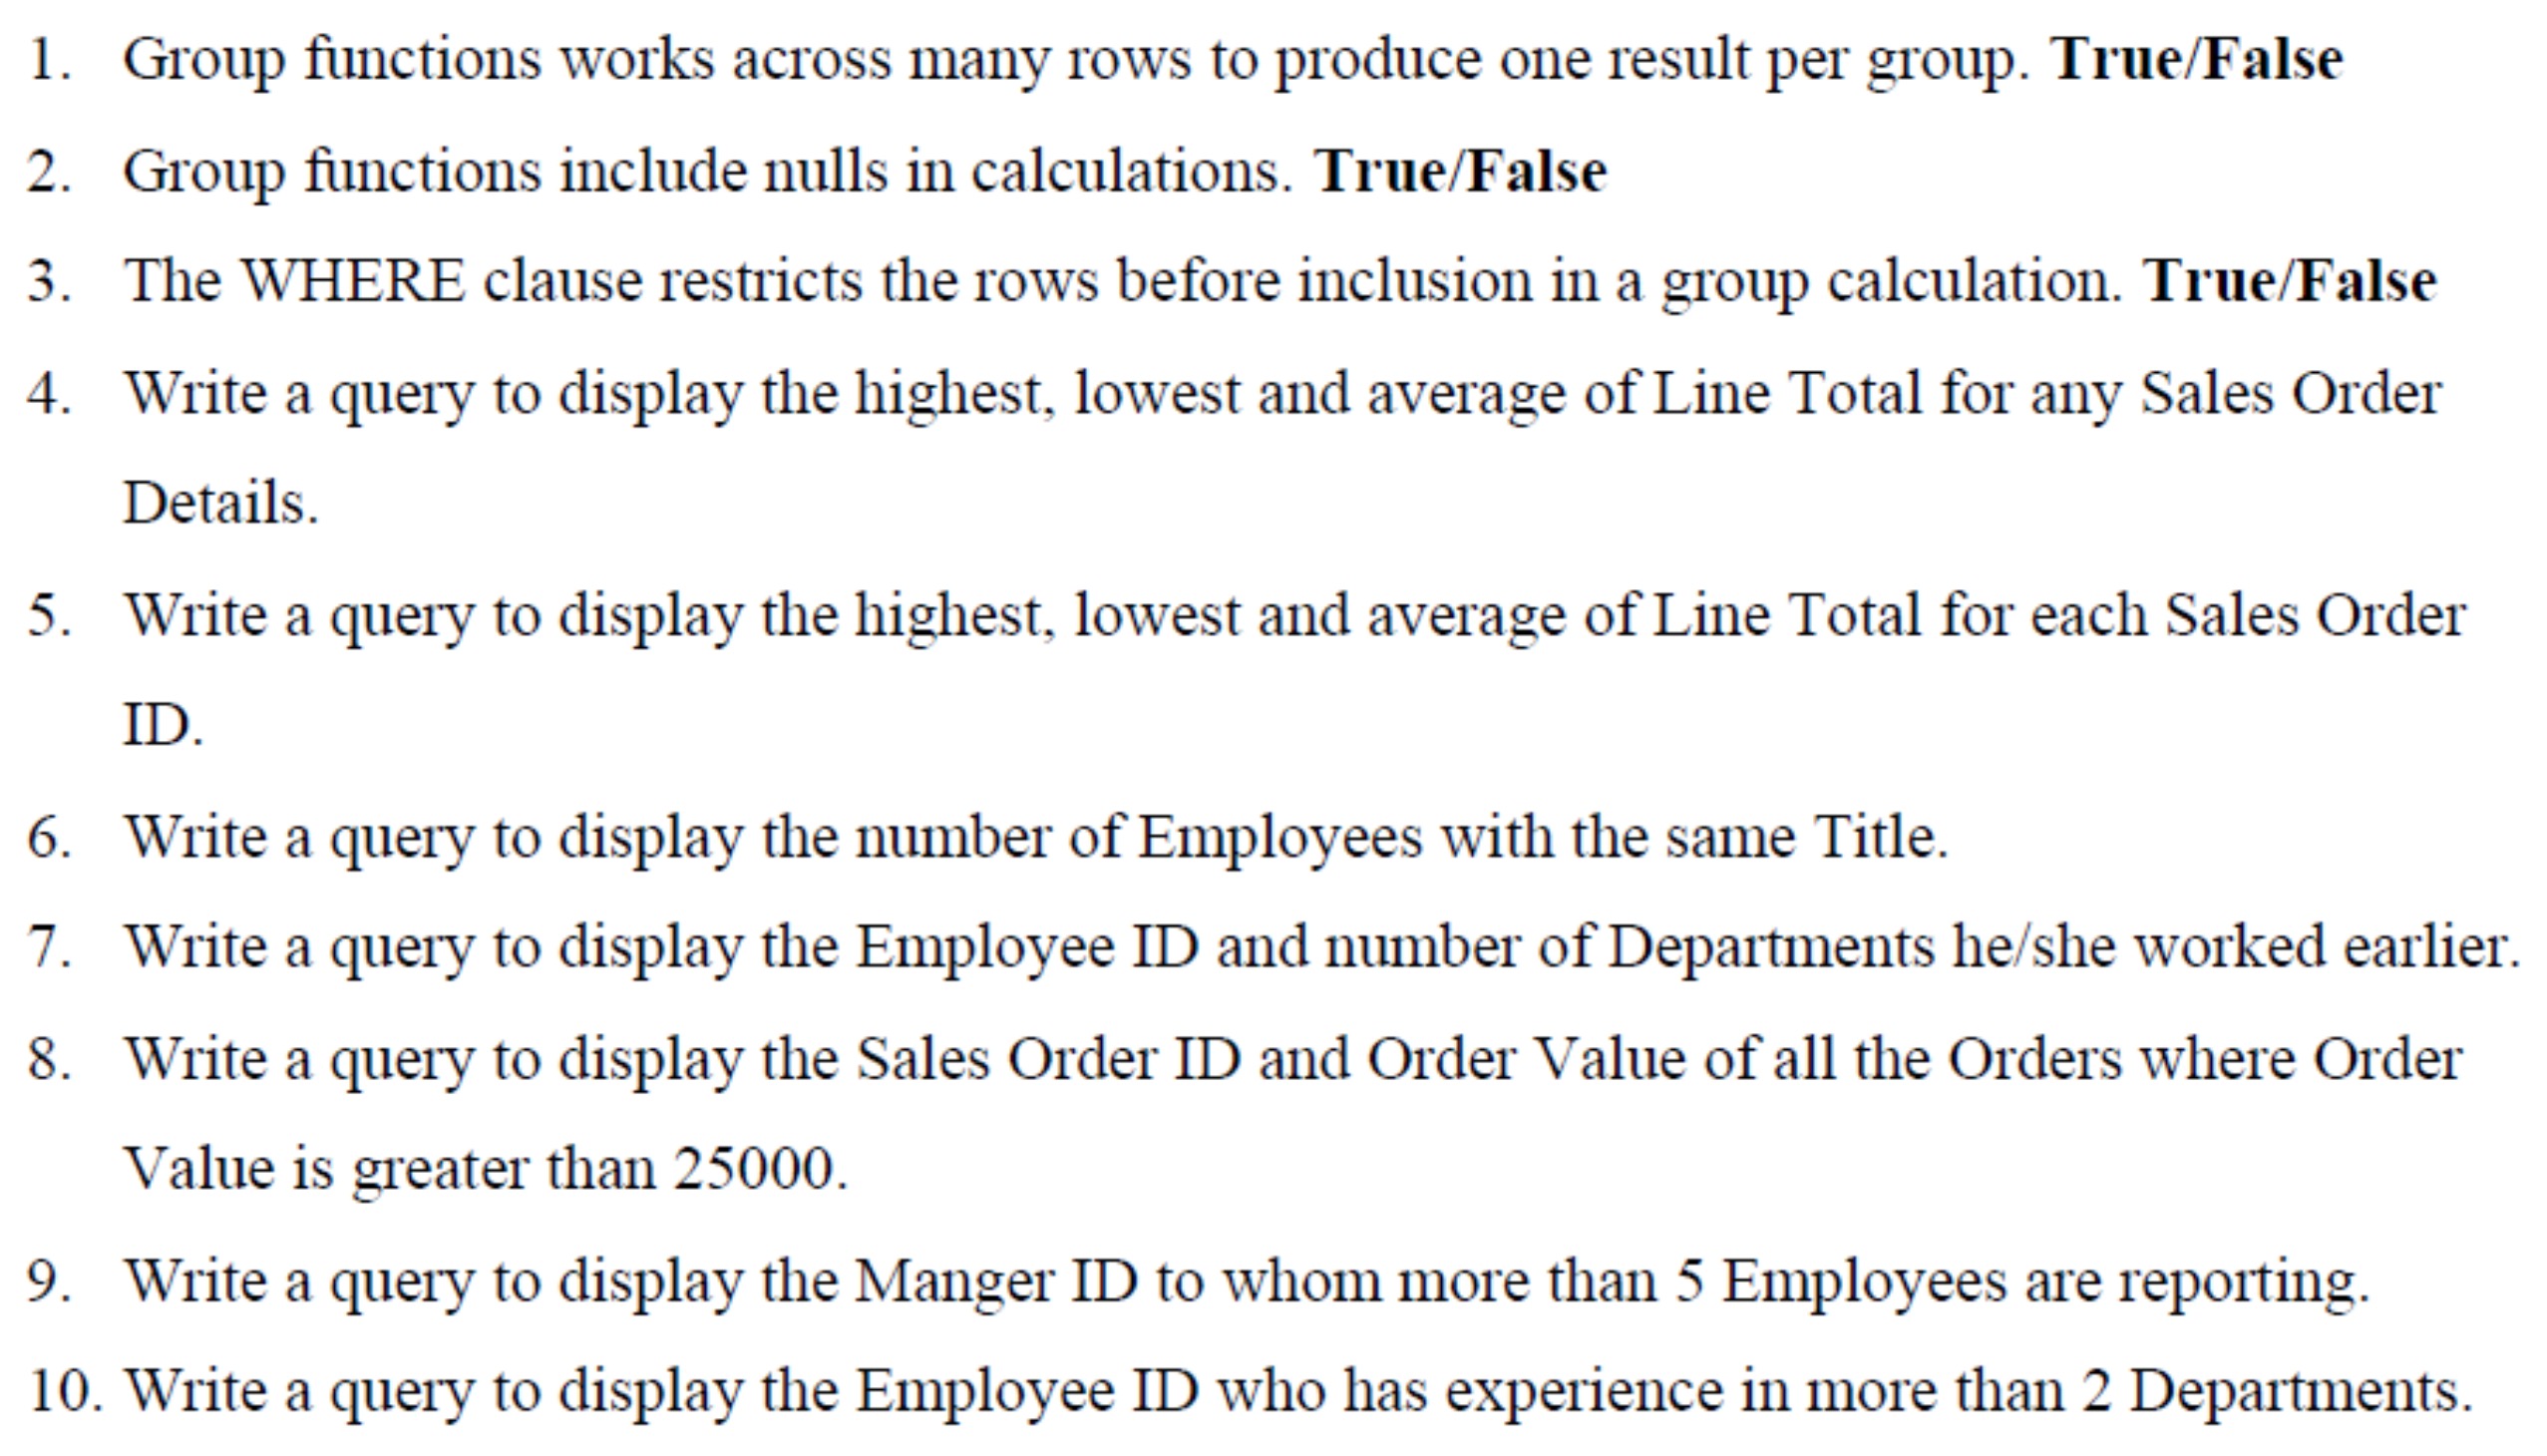 1. Group functions works across many rows to produce one result per group. True/False
2. Group functions include nulls in calculations. True/False
3. The WHERE clause restricts the rows before inclusion in a group calculation. True/False
4. Write a query to display the highest, lowest and average of Line Total for any Sales Order
Details.
5. Write a query to display the highest, lowest and average of Line Total for each Sales Order
ID.
6. Write a query to display the number of Employees with the same Title.
7. Write a query to display the Employee ID and number of Departments he/she worked earlier.
8. Write a query to display the Sales Order ID and Order Value of all the Orders where Order
Value is greater than 25000.
9. Write a query to display the Manger ID to whom more than 5 Employees are reporting.
10. Write a query to display the Employee ID who has experience in more than 2 Departments.